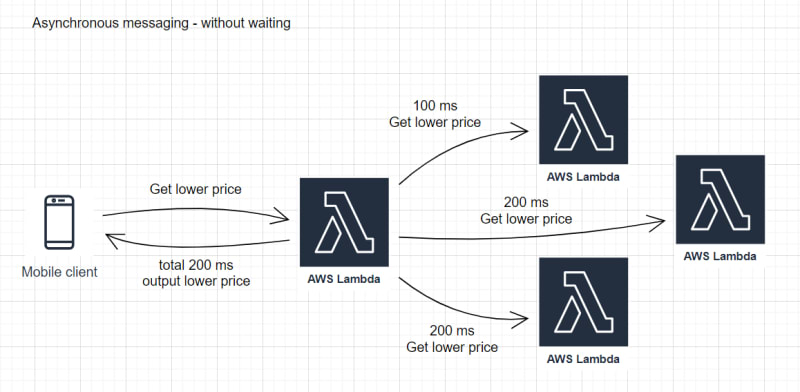 Asynchronous messaging - without waiting
100 ms
Get lower price
AWS Lambda
Get lower price
200 ms
Get lower price
AWS Lambda
Mobile client
total 200 ms
output lower price
AWS Lambda
200 ms
Get lower price
AWS Lambda